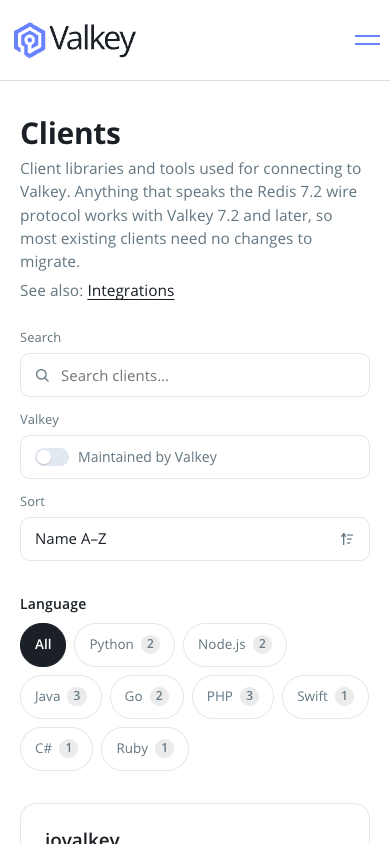 Valkey
Clients
Client libraries and tools used for connecting to
Valkey. Anything that speaks the Redis 7.2 wire
protocol works with Valkey 7.2 and later, so
most existing clients need no changes to
migrate.
See also: Integrations
Search
Search clients...
Valkey
Maintained by Valkey
Sort
Name A–Z
Language
All Python 2 Node.js 2
Java 3 Go 2 PHP 3 Swift 1
C# 1 Ruby 1
iovalkey